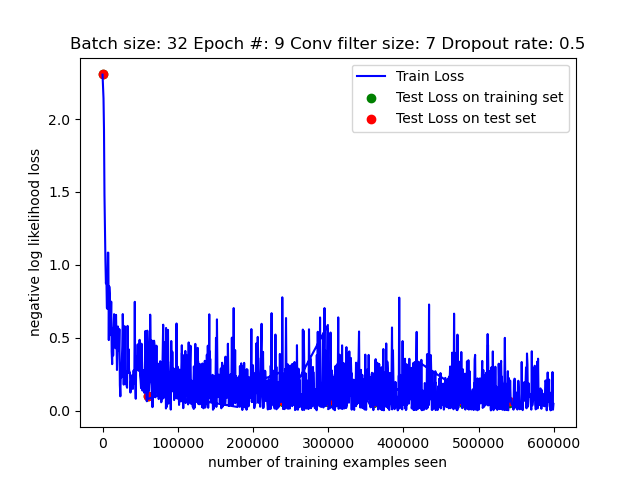 Batch size: 32 Epoch #: 9 Conv filter size: 7 Dropout rate: 0.5
Train Loss
Test Loss on training set
Test Loss on test set
2.0
1.5
1.0
0.5
0.0
negative log likelihood loss
0 100000 200000 300000 400000 500000 600000
number of training examples seen